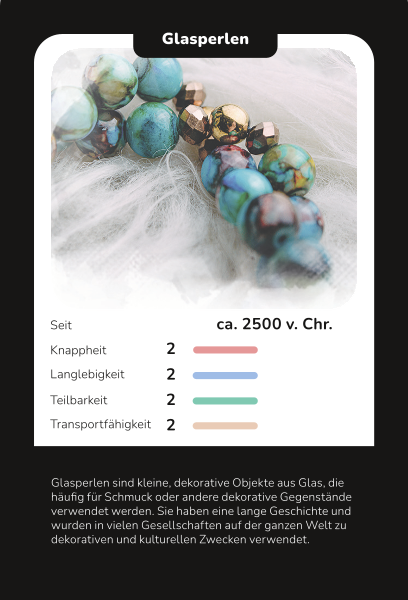 Glasperlen
Seit ca. 2500 v. Chr.
Knappheit 2
Langlebigkeit 2
Teilbarkeit 2
Transportfähigkeit 2
Glasperlen sind kleine, dekorative Objekte aus Glas, die
häufig für Schmuck oder andere dekorative Gegenstände
verwendet werden. Sie haben eine lange Geschichte und
wurden in vielen Gesellschaften auf der ganzen Welt zu
dekorativen und kulturellen Zwecken verwendet.